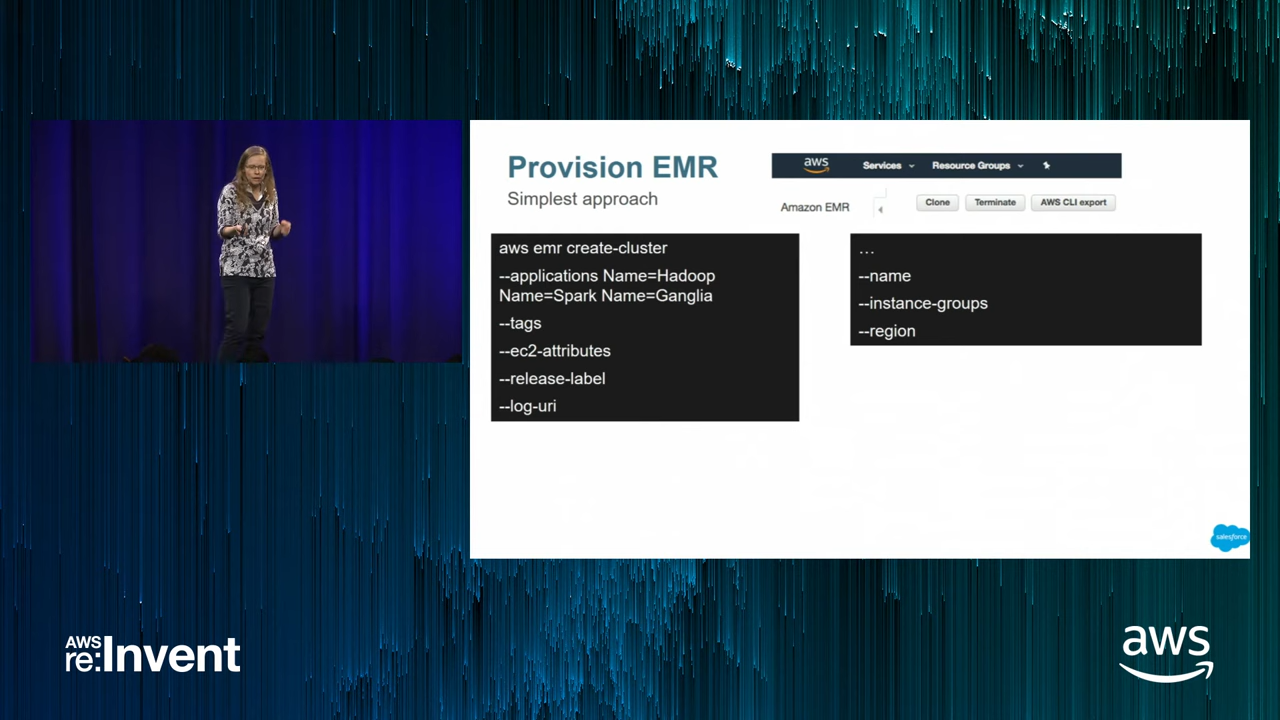 Provision EMR
Simplest approach
aws
Services
Resource Groups
Amazon EMR
Clone
Terminate
AWS CLI export
aws emr create-cluster
--applications Name=Hadoop
Name=Spark Name=Ganglia
--tags
--ec2-attributes
--release-label
--log-uri
…
--name
--instance-groups
--region
salesforce
AWS
re:Invent
aws